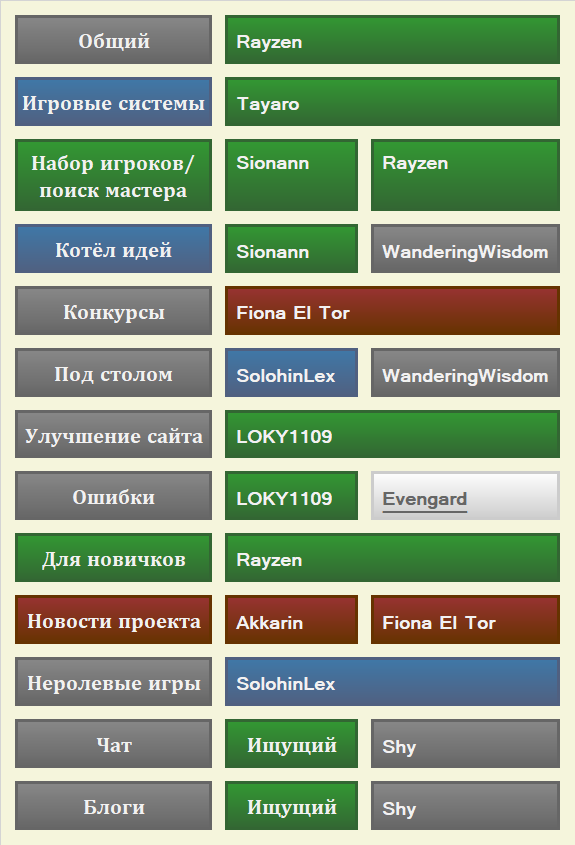 Общий Rayzen
Игровые системы Tayaro
Набор игроков/ Sionann Rayzen
поиск мастера
Котёл идей Sionann WanderingWisdom
Конкурсы Fiona El Tor
Под столом SolohinLex WanderingWisdom
Улучшение сайта LOKY1109
Ошибки LOKY1109 Evengard
Для новичков Rayzen
Новости проекта Akkarin Fiona El Tor
Неролевые игры SolohinLex
Чат Ищущий Shy
Блоги Ищущий Shy